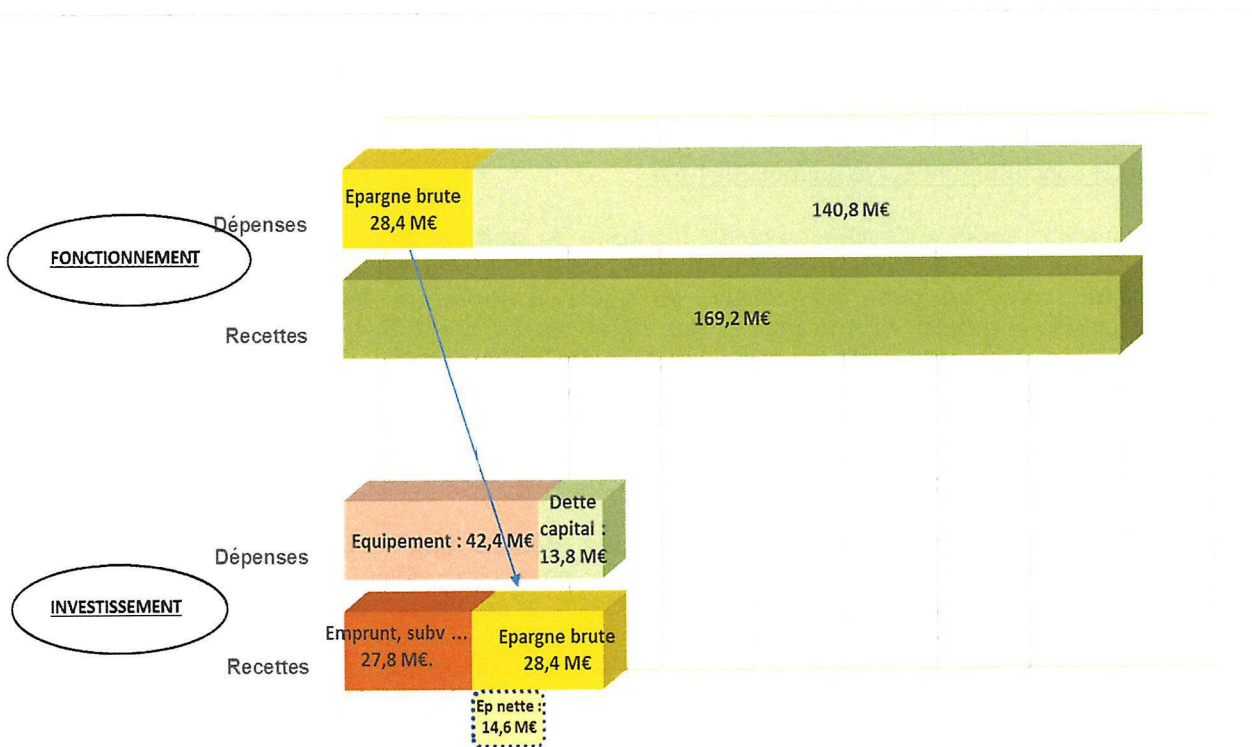 Epargne brute
28,4 M€
140,8 M€
Dépenses
FONCTIONNEMENT
169,2 M€
Recettes
Dette
capital :
13,8 M€
Equipement : 42,4 M€
Dépenses
INVESTISSEMENT
Emprunt, subv ...
27,8 M€.
Epargne brute
28,4 M€
Recettes
Ep nette :
14,6 M€